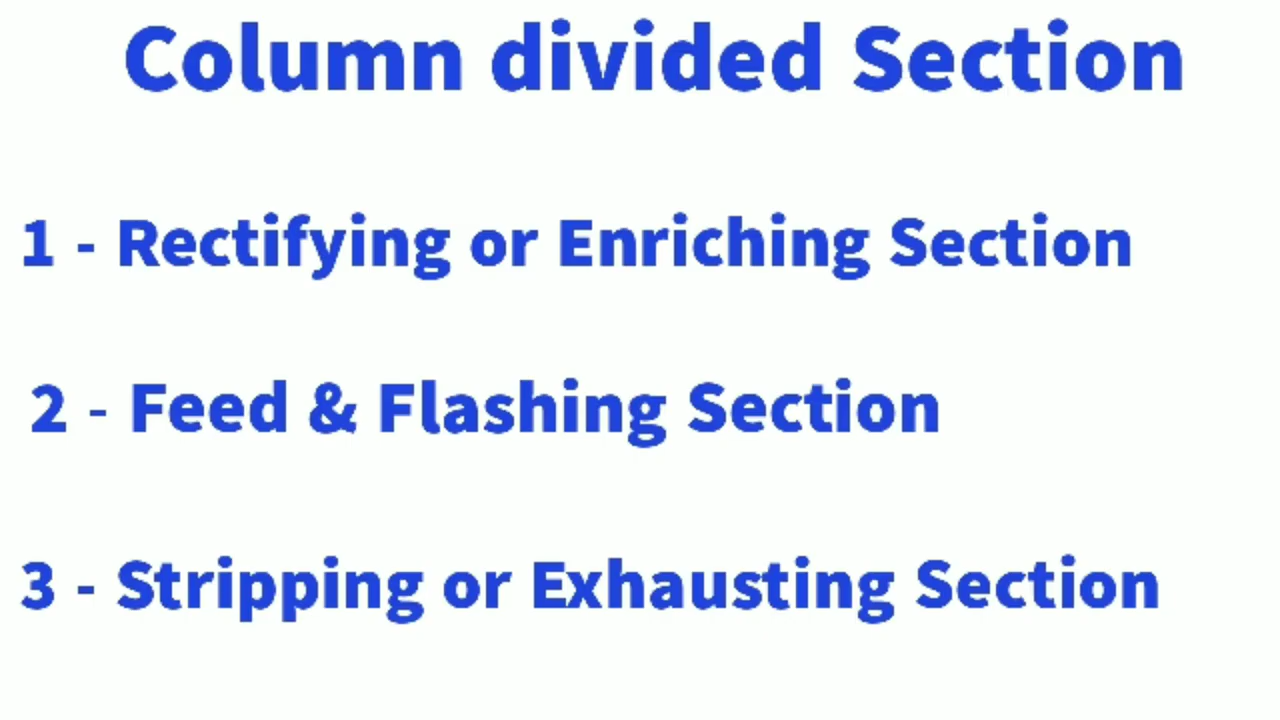 Column divided Section
1 - Rectifying or Enriching Section
2 - Feed & Flashing Section
3 - Stripping or Exhausting Section